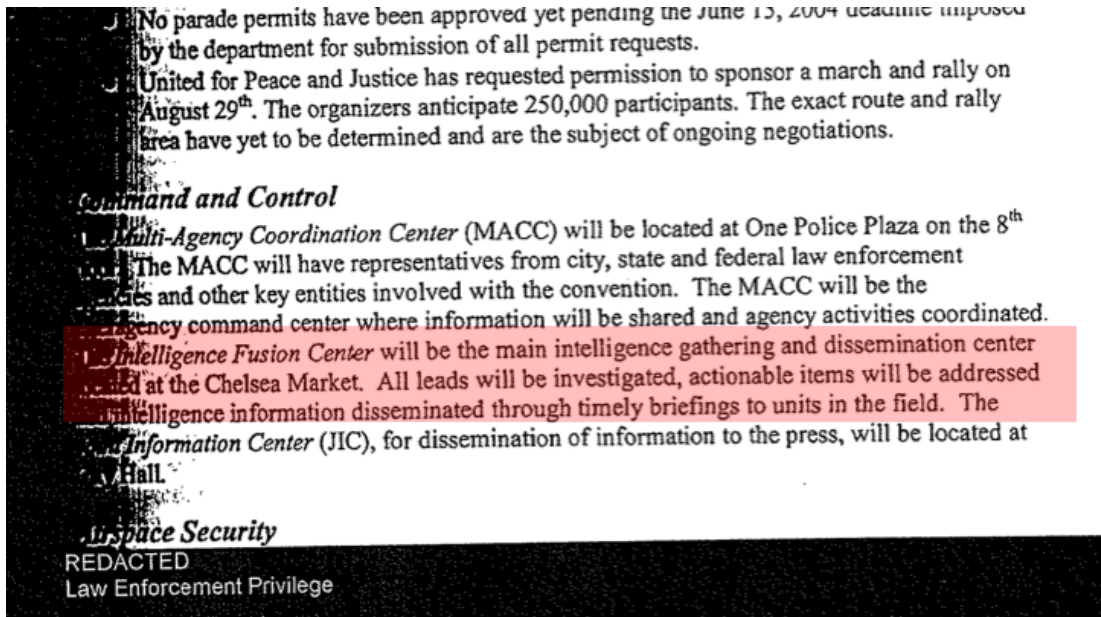 No parade permits have been approved yet pending the June 15, 2004 deadline imposed
by the department for submission of all permit requests.
United for Peace and Justice has requested permission to sponsor a march and rally on
August 29th. The organizers anticipate 250,000 participants. The exact route and rally
area have yet to be determined and are the subject of ongoing negotiations.
Command and Control
Multi-Agency Coordination Center (MACC) will be located at One Police Plaza on the 8th
The MACC will have representatives from city, state and federal law enforcement
agencies and other key entities involved with the convention. The MACC will be the
command center where information will be shared and agency activities coordinated.
Intelligence Fusion Center will be the main intelligence gathering and dissemination center
at the Chelsea Market. All leads will be investigated, actionable items will be addressed
intelligence information disseminated through timely briefings to units in the field. The
Information Center (JIC), for dissemination of information to the press, will be located at
Hall.
Airspace Security
REDACTED
Law Enforcement Privilege